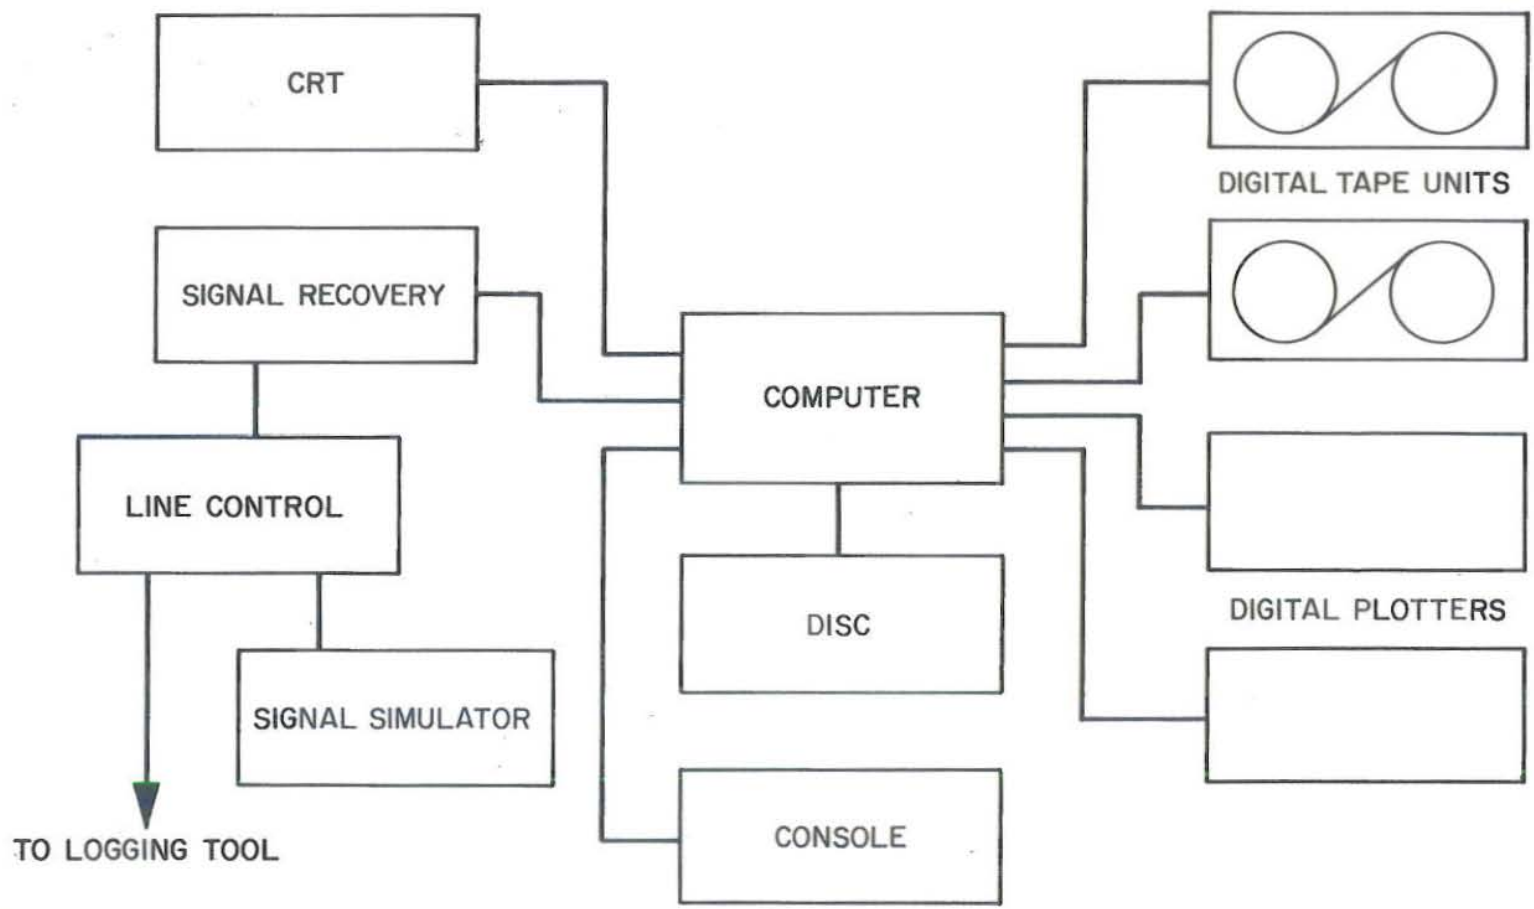 CRT
DIGITAL TAPE UNITS
SIGNAL RECOVERY
COMPUTER
LINE CONTROL
DISC
DIGITAL PLOTTERS
SIGNAL SIMULATOR
CONSOLE
TO LOGGING TOOL